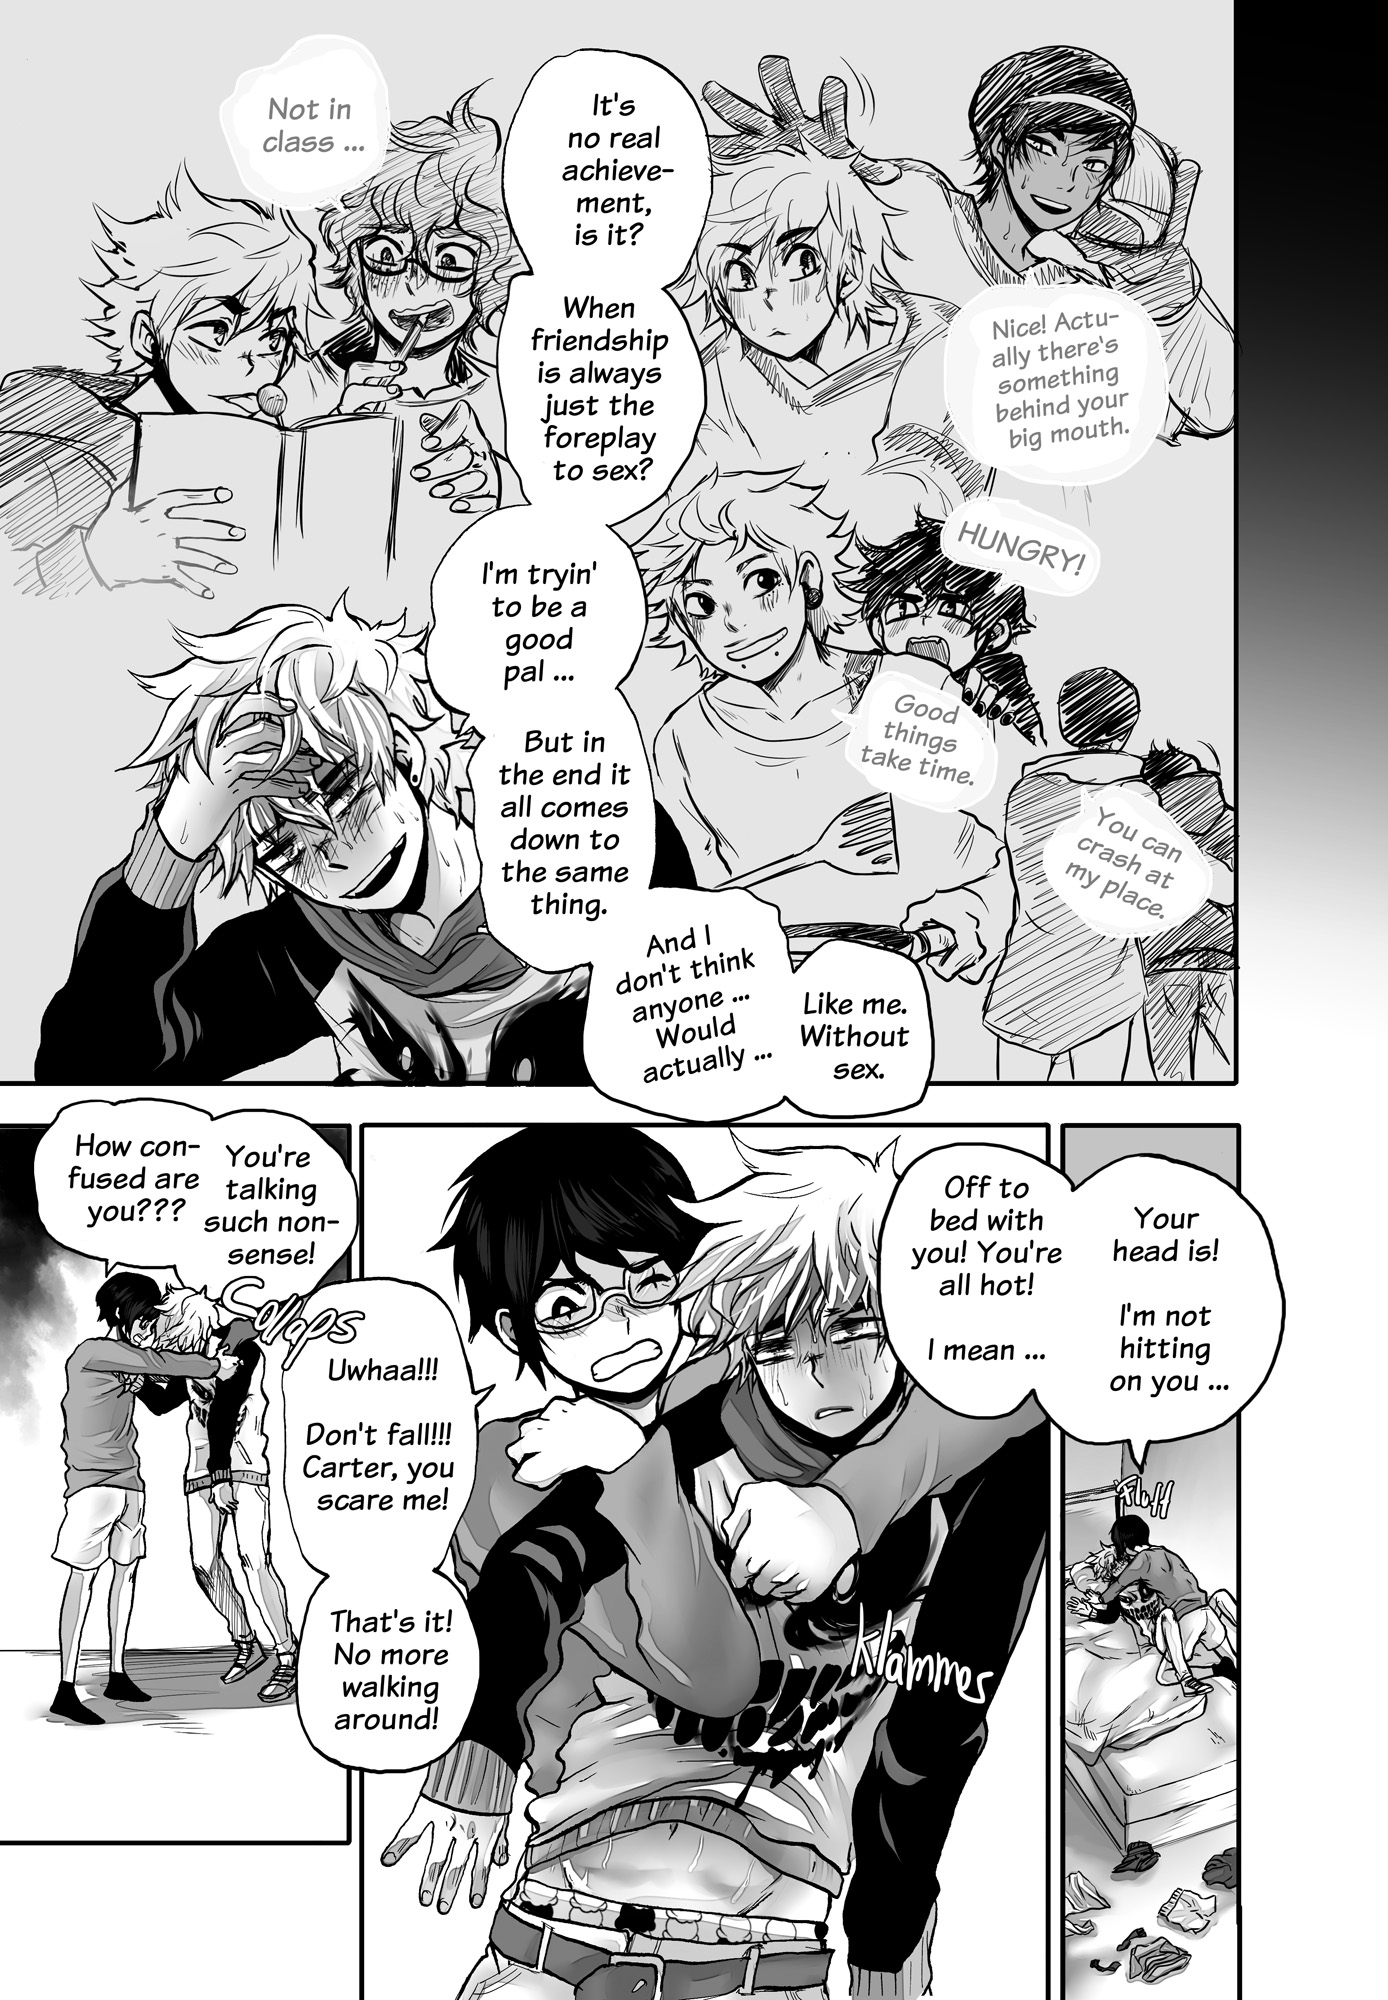 Not in
class ...
It's
no real
achieve-
ment,
is it?
When
friendship
is always
just the
foreplay
to sex?
Nice! Actu-
ally there's
something
behind your
big mouth.
HUNGRY!
I'm tryin'
to be a
good
pal ...
Good
things
take time.
But in
the end it
all comes
down to
the same
thing.
You can
crash at
my place.
And I
don't think
anyone ...
Would
actually ...
Like me.
Without
sex.
How con-
fused are
you???
You're
talking
such non-
sense!
Collaps
Uwhaa!!!
Don't fall!!!
Carter, you
scare me!
That's it!
No more
walking
around!
Klammes
Off to
bed with
you! You're
all hot!
I mean ...
Your
head is!
I'm not
hitting
on you ...
Fluff